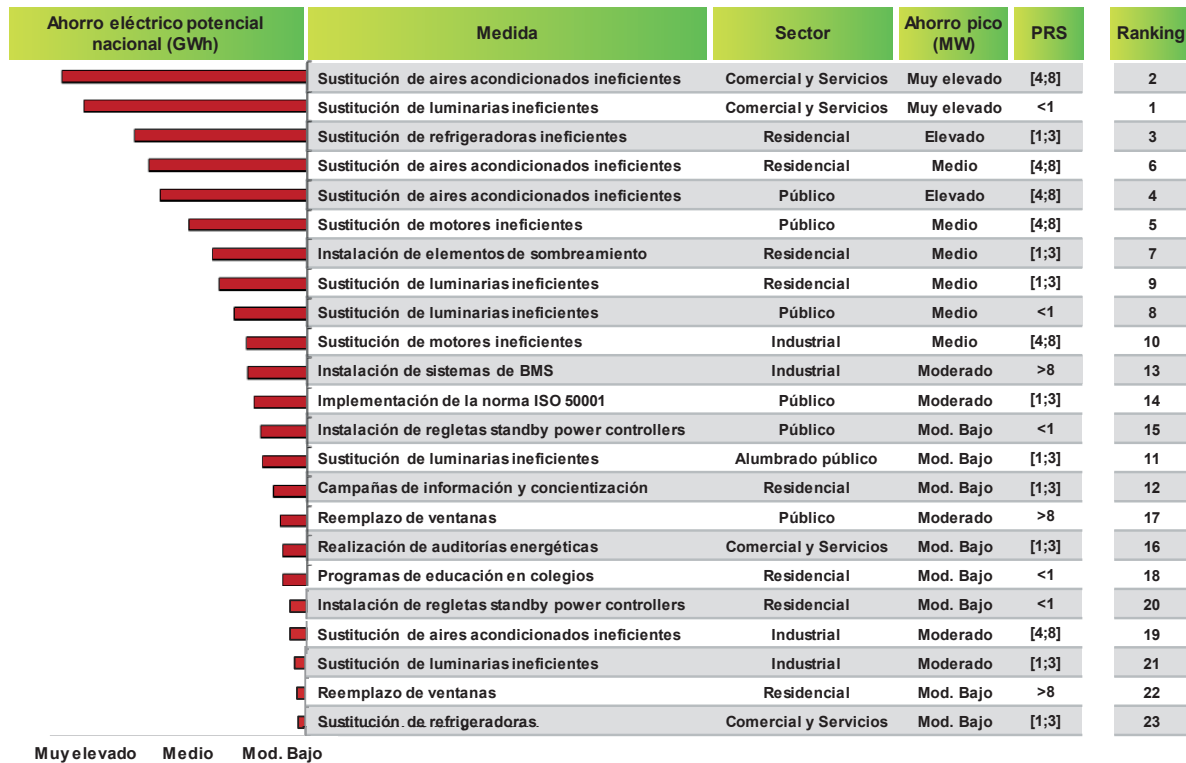 Ahorro eléctrico potencial
nacional (GWh)
Medida
Sector
Ahorro pico
(MW)
PRS
Ranking
Sustitución de aires acondicionados ineficientes Comercial y Servicios Muy elevado [4;8] 2
Sustitución de luminarias ineficientes Comercial y Servicios Muy elevado <1 1
Sustitución de refrigeradoras ineficientes Residencial Elevado [1;3] 3
Sustitución de aires acondicionados ineficientes Residencial Medio [4;8] 6
Sustitución de aires acondicionados ineficientes Público Elevado [4;8] 4
Sustitución de motores ineficientes Público Medio [4;8] 5
Instalación de elementos de sombreamiento Residencial Medio [1;3] 7
Sustitución de luminarias ineficientes Residencial Medio [1;3] 9
Sustitución de luminarias ineficientes Público Medio <1 8
Sustitución de motores ineficientes Industrial Medio [4;8] 10
Instalación de sistemas de BMS Industrial Moderado >8 13
Implementación de la norma ISO 50001 Público Moderado [1;3] 14
Instalación de regletas standby power controllers Público Mod. Bajo <1 15
Sustitución de luminarias ineficientes Alumbrado público Mod. Bajo [1;3] 11
Campañas de información y concientización Residencial Mod. Bajo [1;3] 12
Reemplazo de ventanas Público Moderado >8 17
Realización de auditorías energéticas Comercial y Servicios Mod. Bajo [1;3] 16
Programas de educación en colegios Residencial Mod. Bajo <1 18
Instalación de regletas standby power controllers Residencial Mod. Bajo <1 20
Sustitución de aires acondicionados ineficientes Industrial Moderado [4;8] 19
Sustitución de luminarias ineficientes Industrial Moderado [1;3] 21
Reemplazo de ventanas Residencial Mod. Bajo >8 22
Sustitución de refrigeradoras Comercial y Servicios Mod. Bajo [1;3] 23
Muy elevado Medio Mod. Bajo